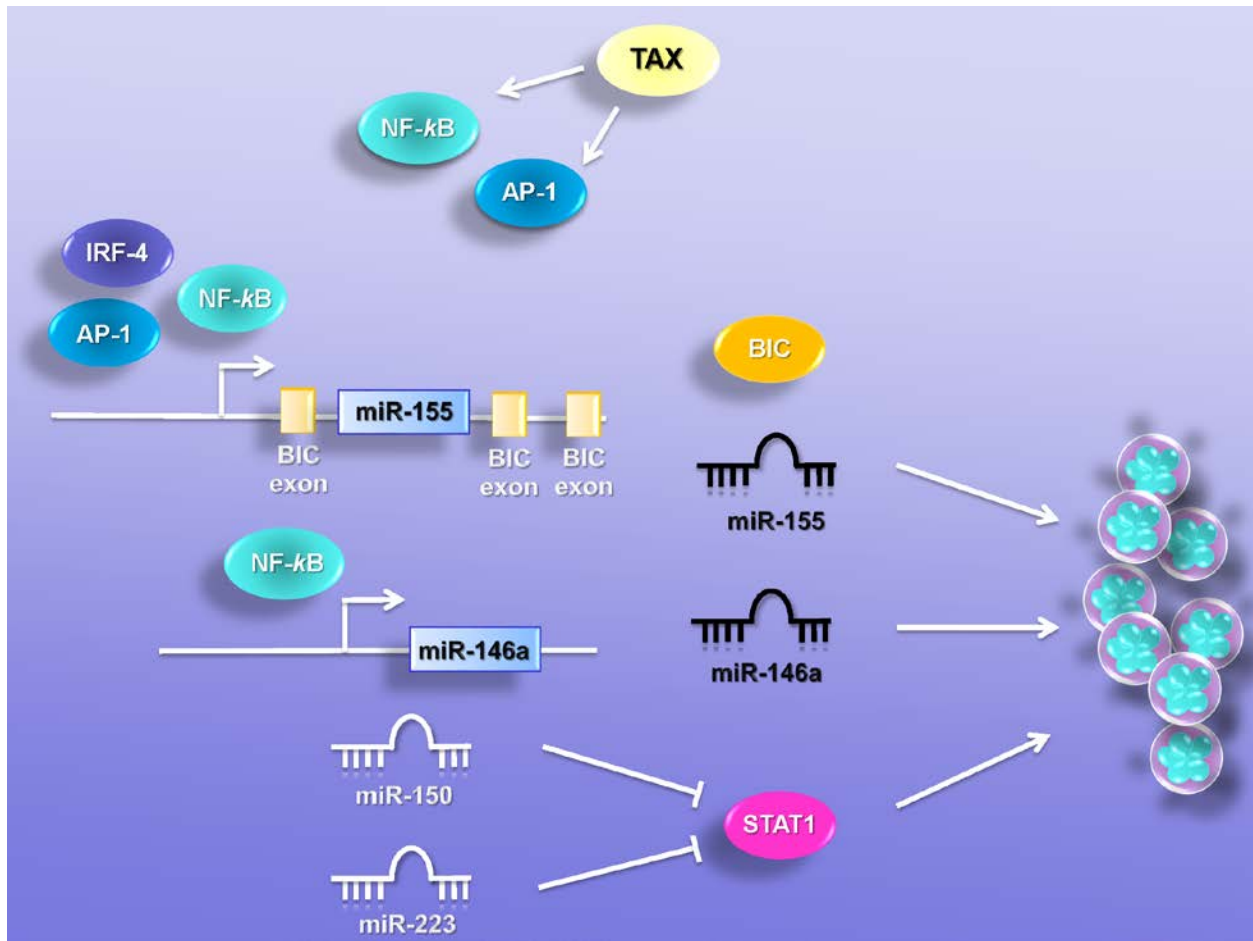 TAX
NF-kB
AP-1
IRF-4
NF-kB
AP-1
BIC
miR-155
BIC
exon
BIC
exon
BIC
exon
miR-155
NF-kB
miR-146a
miR-146a
miR-150
STAT1
miR-223